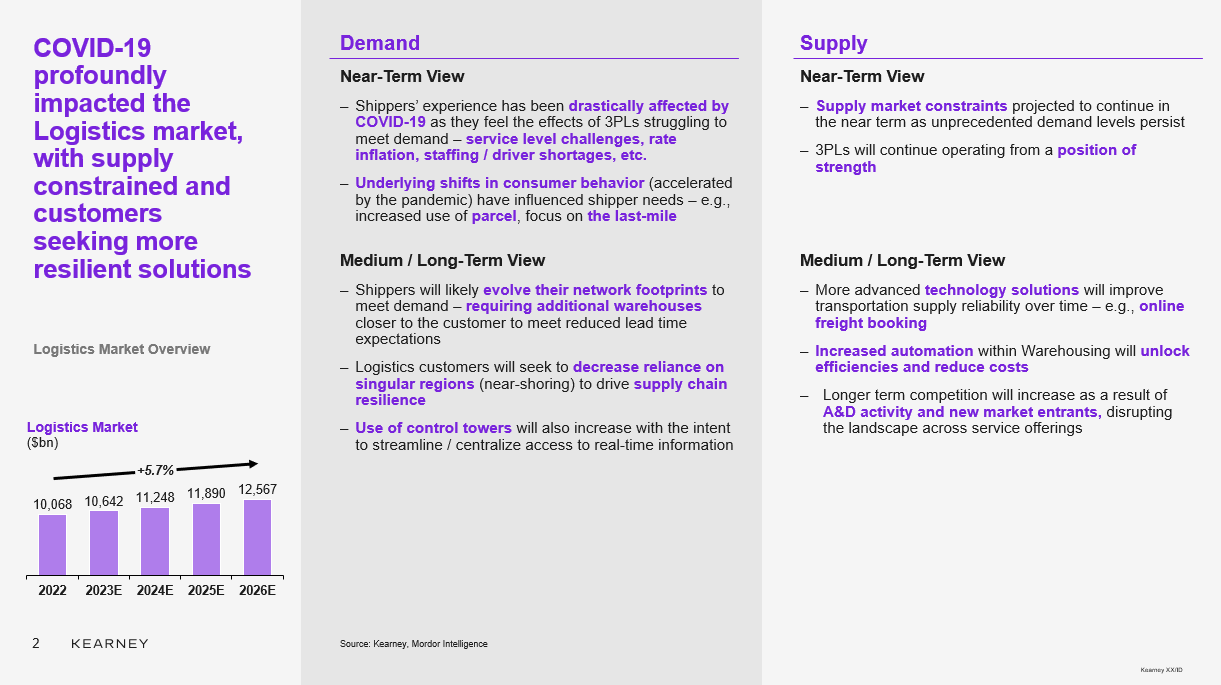 COVID-19
profoundly
impacted the
Logistics market,
with supply
constrained and
customers
seeking more
resilient solutions
Logistics Market Overview
Logistics Market
($bn)
+5.7%
10,068
10,642
11,248
11,890
12,567
2022
2023E
2024E
2025E
2026E
2
KEARNEY
Demand
Near-Term View
– Shippers’ experience has been drastically affected by
COVID-19 as they feel the effects of 3PLs struggling to
meet demand – service level challenges, rate
inflation, staffing / driver shortages, etc.
– Underlying shifts in consumer behavior (accelerated
by the pandemic) have influenced shipper needs – e.g.,
increased use of parcel, focus on the last-mile
Medium / Long-Term View
– Shippers will likely evolve their network footprints to
meet demand – requiring additional warehouses
closer to the customer to meet reduced lead time
expectations
– Logistics customers will seek to decrease reliance on
singular regions (near-shoring) to drive supply chain
resilience
– Use of control towers will also increase with the intent
to streamline / centralize access to real-time information
Source: Kearney, Mordor Intelligence
Supply
Near-Term View
– Supply market constraints projected to continue in
the near term as unprecedented demand levels persist
– 3PLs will continue operating from a position of
strength
Medium / Long-Term View
– More advanced technology solutions will improve
transportation supply reliability over time – e.g., online
freight booking
– Increased automation within Warehousing will unlock
efficiencies and reduce costs
– Longer term competition will increase as a result of
A&D activity and new market entrants, disrupting
the landscape across service offerings
Kearney XX/ID